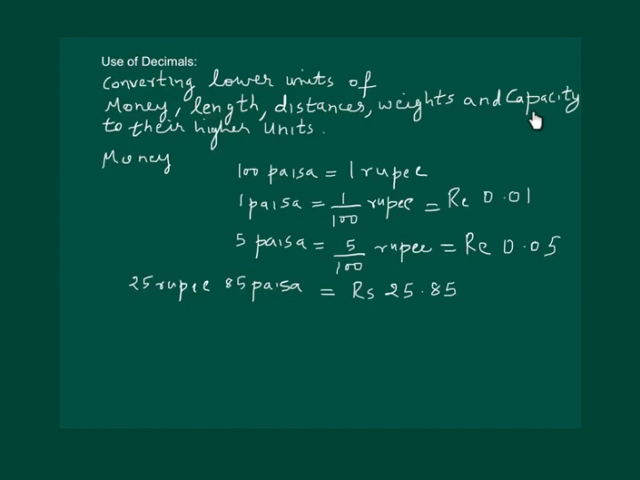 Use of Decimals:
Converting lower units of
Money, length, distances, weights and Capacity
to their higher Units.
Money
100 paisa = 1 rupee
1 paisa = 1/100 rupee = Re 0.01
5 paisa = 5/100 rupee = Re 0.05
25 rupee 85 paisa = Rs 25.85